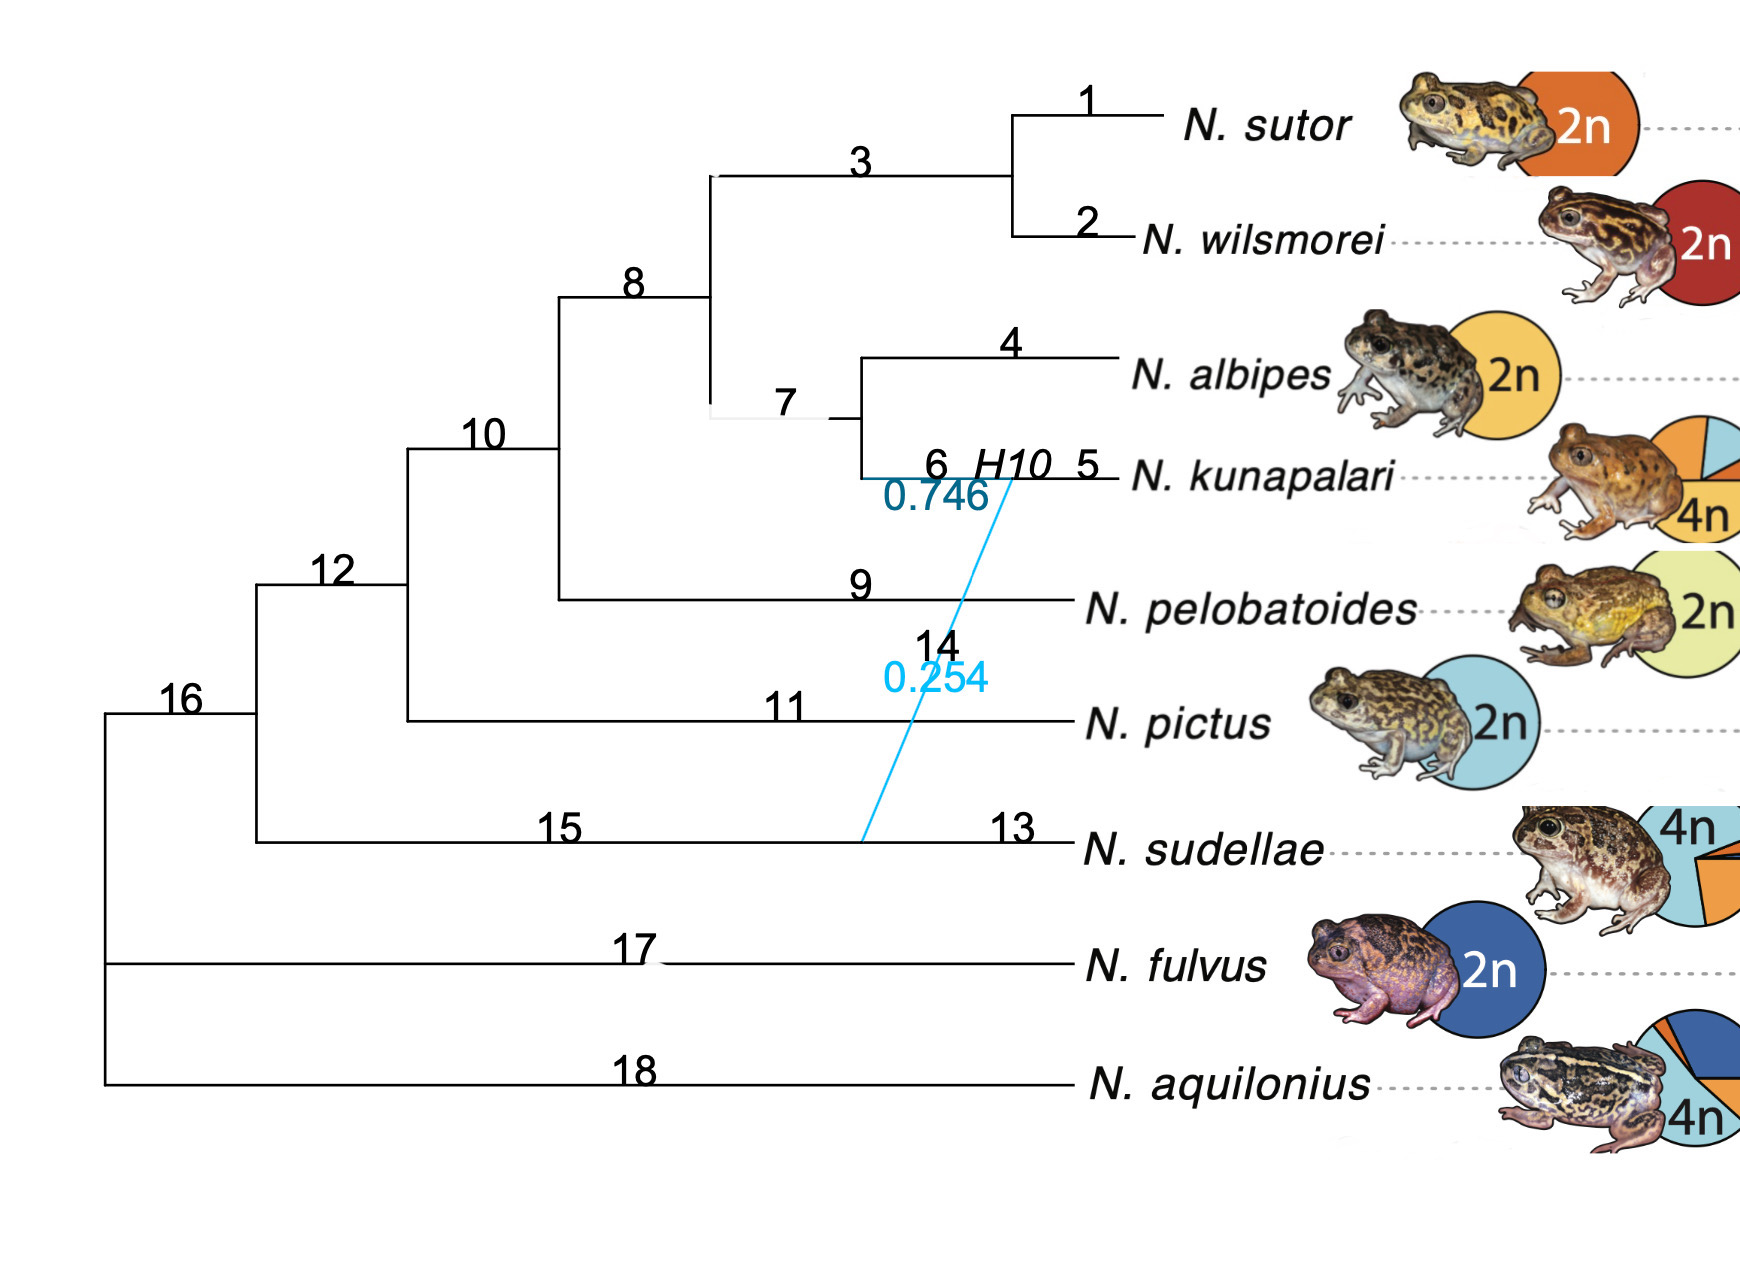 1
N. sutor
2n
3
2
N. wilsmorei
2n
8
4
N. albipes
2n
7
10
6
H10
5
N. kunapalari
0.746
4n
12
9
N. pelobatoides
2n
14
0.254
16
11
N. pictus
2n
15
13
N. sudellae
4n
17
N. fulvus
2n
18
N. aquilonius
4n